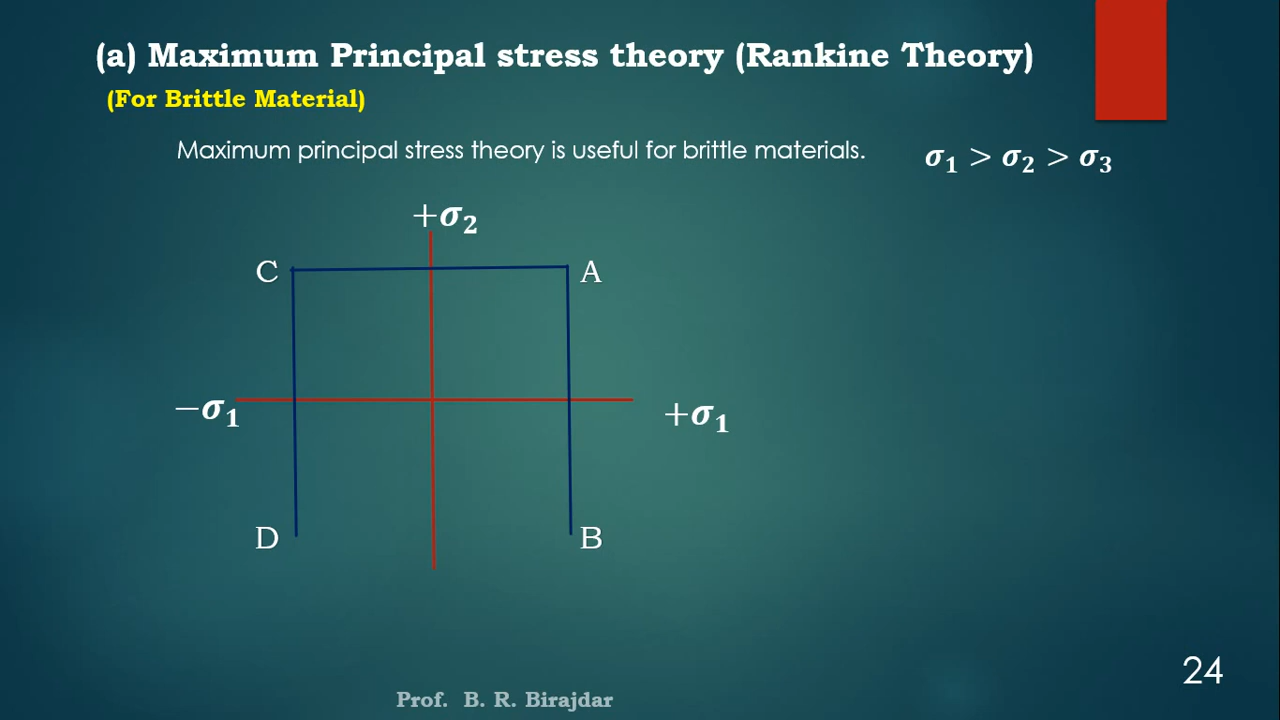 (a) Maximum Principal stress theory (Rankine Theory)
(For Brittle Material)
Maximum principal stress theory is useful for brittle materials.
σ₁ > σ₂ > σ₃
+σ₂
C
A
−σ₁
+σ₁
D
B
24
Prof. B. R. Birajdar